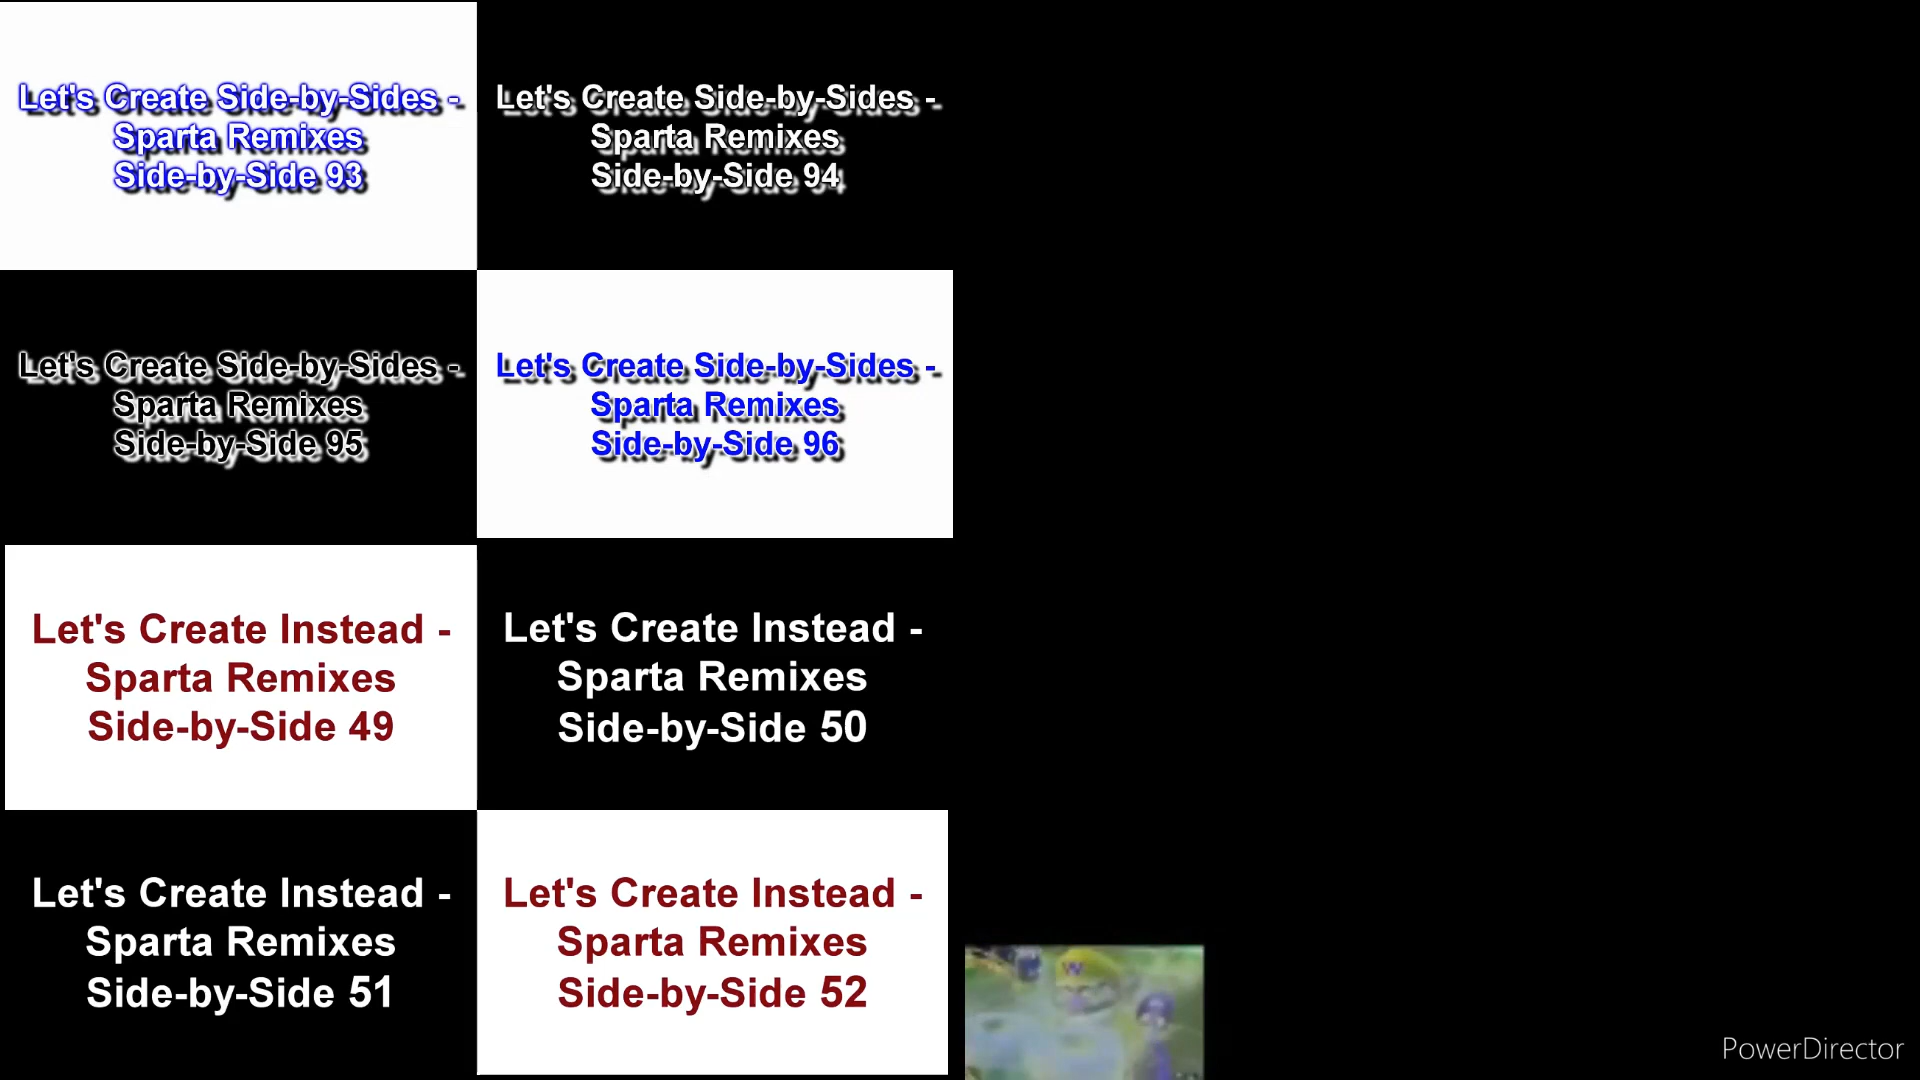 Let's Create Side-by-Sides -
Sparta Remixes
Side-by-Side 93
Let's Create Side-by-Sides -
Sparta Remixes
Side-by-Side 94
Let's Create Side-by-Sides -
Sparta Remixes
Side-by-Side 95
Let's Create Side-by-Sides -
Sparta Remixes
Side-by-Side 96
Let's Create Instead -
Sparta Remixes
Side-by-Side 49
Let's Create Instead -
Sparta Remixes
Side-by-Side 50
Let's Create Instead -
Sparta Remixes
Side-by-Side 51
Let's Create Instead -
Sparta Remixes
Side-by-Side 52
W
PowerDirector